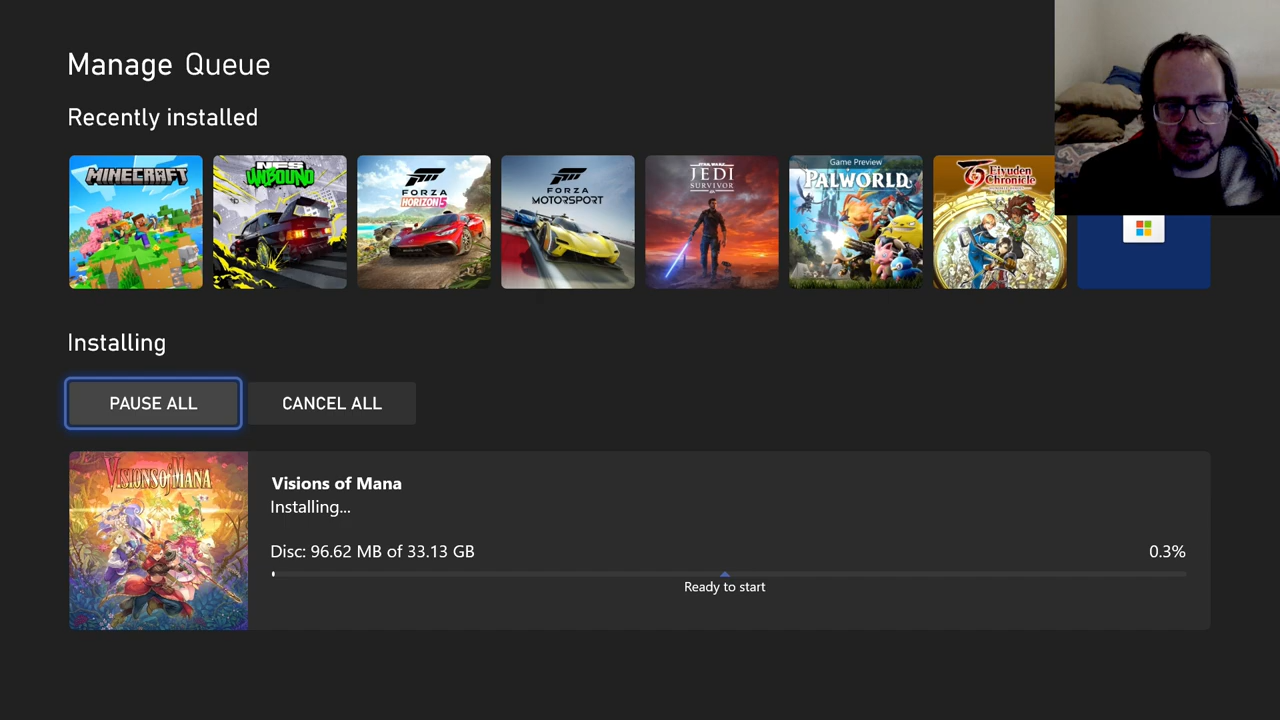 Manage Queue
Recently installed
MINECRAFT
NFS
UNBOUND
FORZA
HORIZON 5
FORZA
MOTORSPORT
STAR WARS
JEDI
SURVIVOR
Game Preview
PALWORLD
Eiyuden
Chronicle
Installing
PAUSE ALL
CANCEL ALL
VISIONS of MANA
Visions of Mana
Installing...
Disc: 96.62 MB of 33.13 GB
0.3%
Ready to start